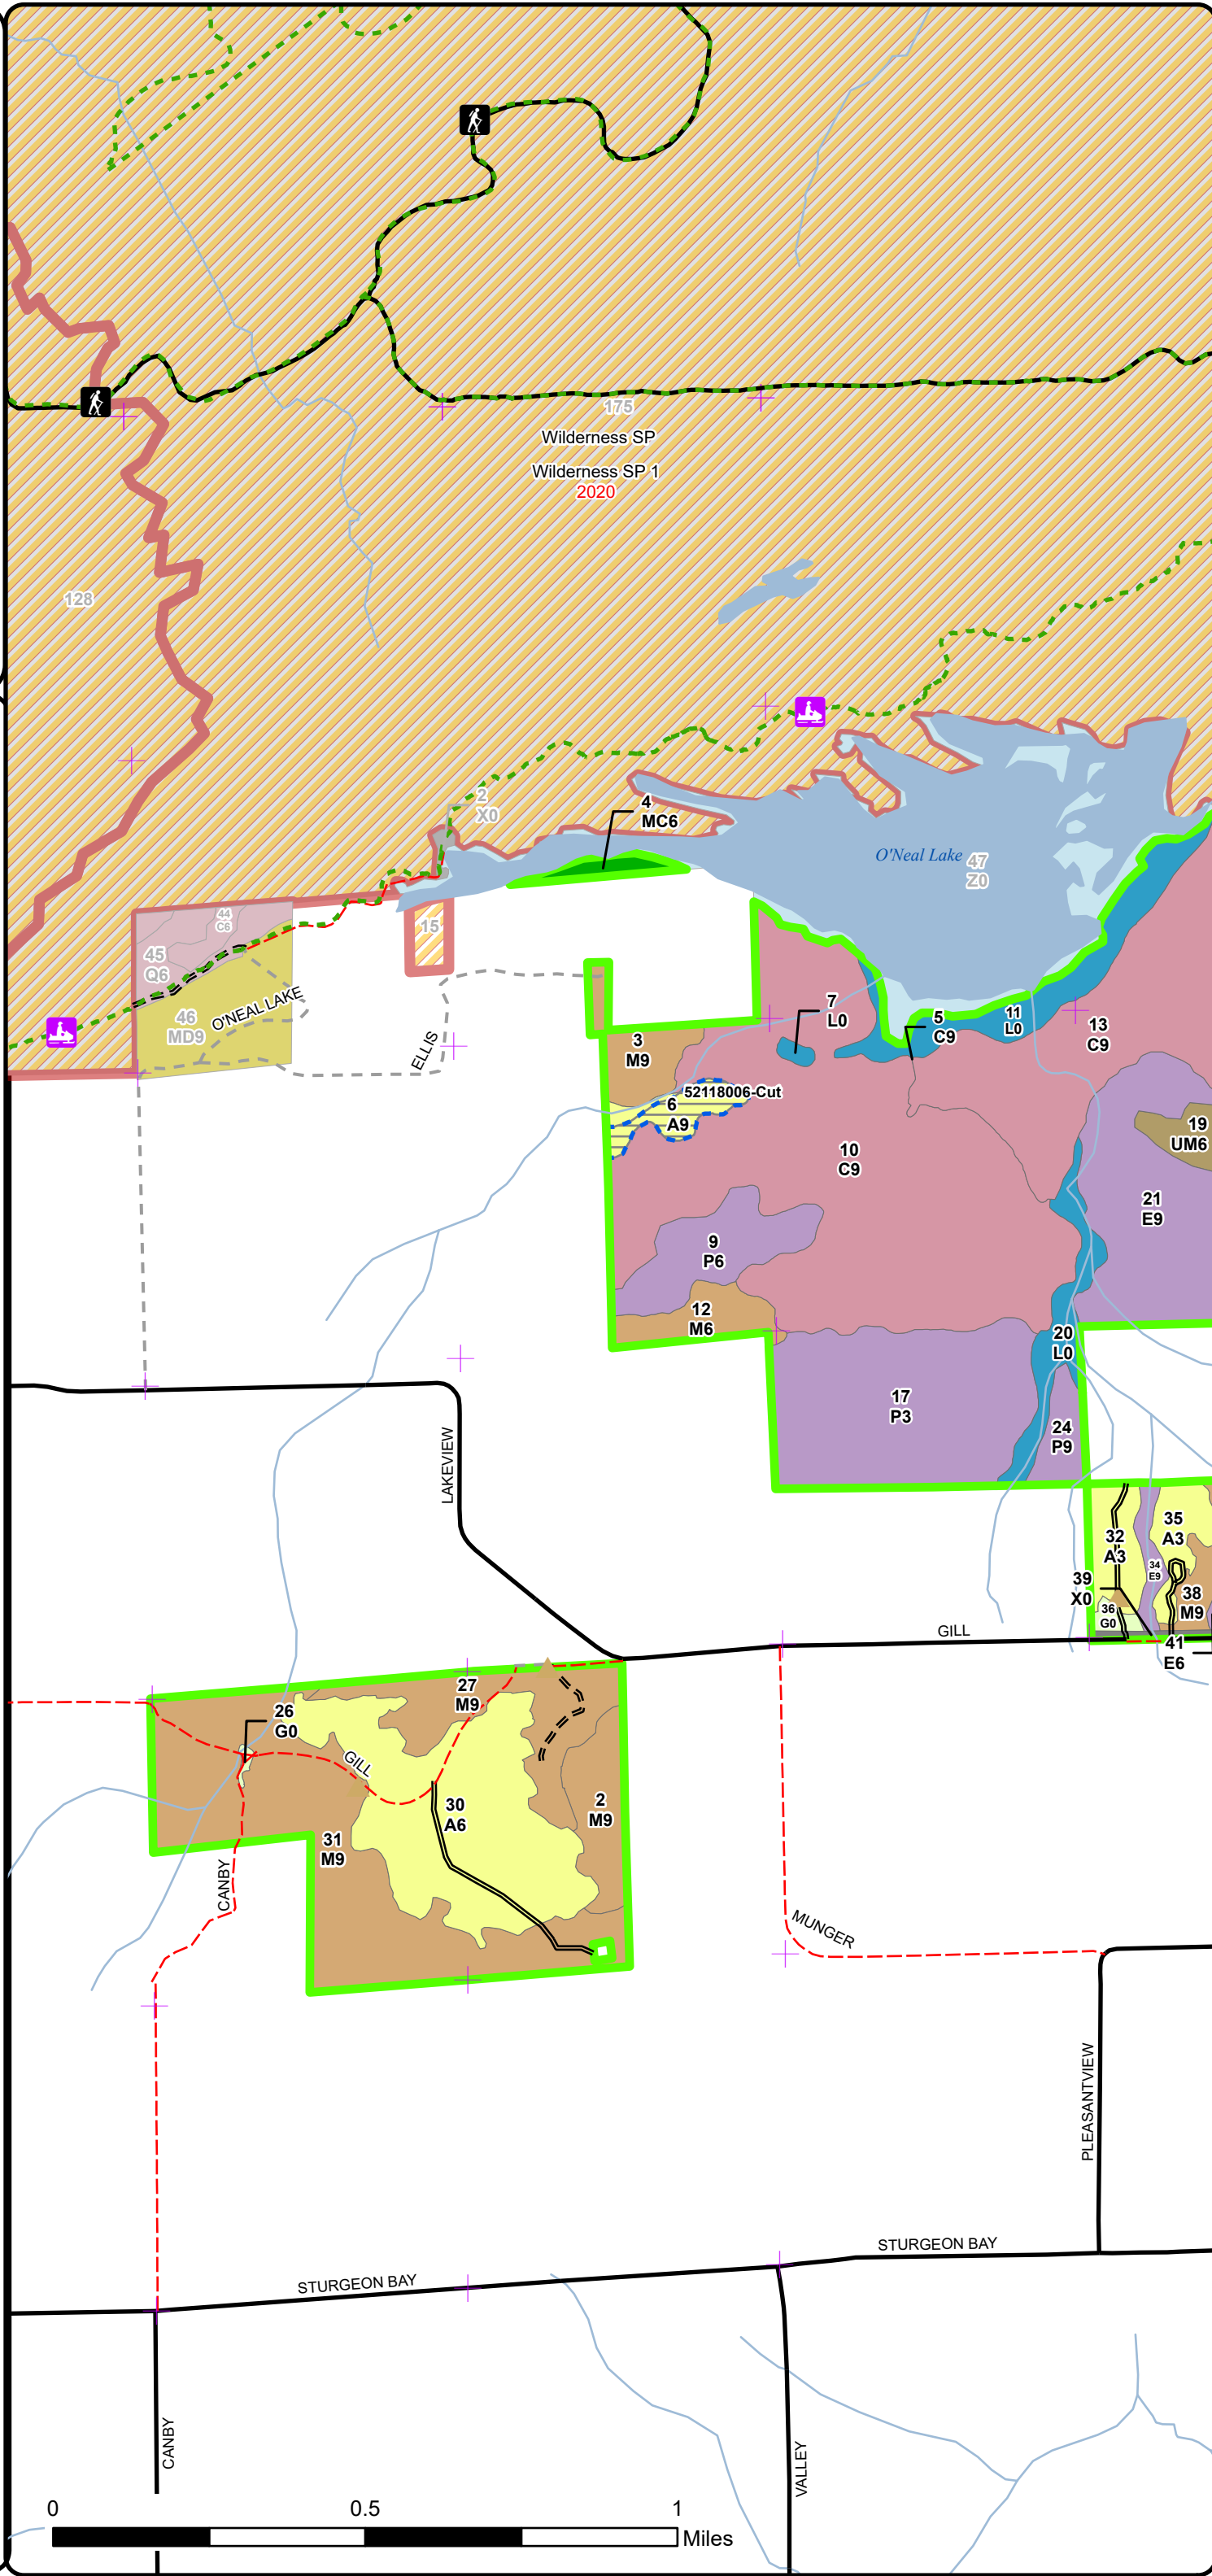 175
Wilderness SP
Wilderness SP 1
2020
128
2
X0
4
MC6
O'Neal Lake
47
Z0
44
C6
15
45
Q6
46
MD9
O'NEAL LAKE
ELLIS
7
L0
5
C9
11
L0
13
C9
3
M9
52118006-Cut
6
A9
19
UM6
10
C9
21
E9
9
P6
12
M6
20
L0
17
P3
24
P9
LAKEVIEW
35
A3
32
A3
34
E9
39
X0
38
M9
36
G0
GILL
41
E6
27
M9
26
G0
GILL
30
A6
2
M9
31
M9
CANBY
MUNGER
PLEASANTVIEW
STURGEON BAY
STURGEON BAY
CANBY
VALLEY
0
0.5
1
Miles